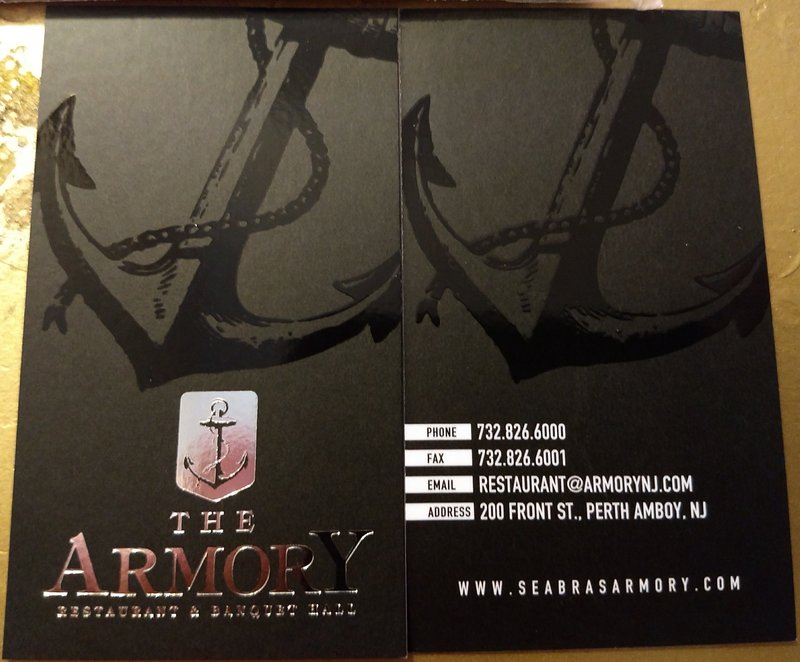 THE
ARMORY
RESTAURANT & BANQUET HALL
PHONE 732.826.6000
FAX 732.826.6001
EMAIL RESTAURANT@ARMORYNJ.COM
ADDRESS 200 FRONT ST., PERTH AMBOY, NJ
WWW.SEABRASARMORY.COM